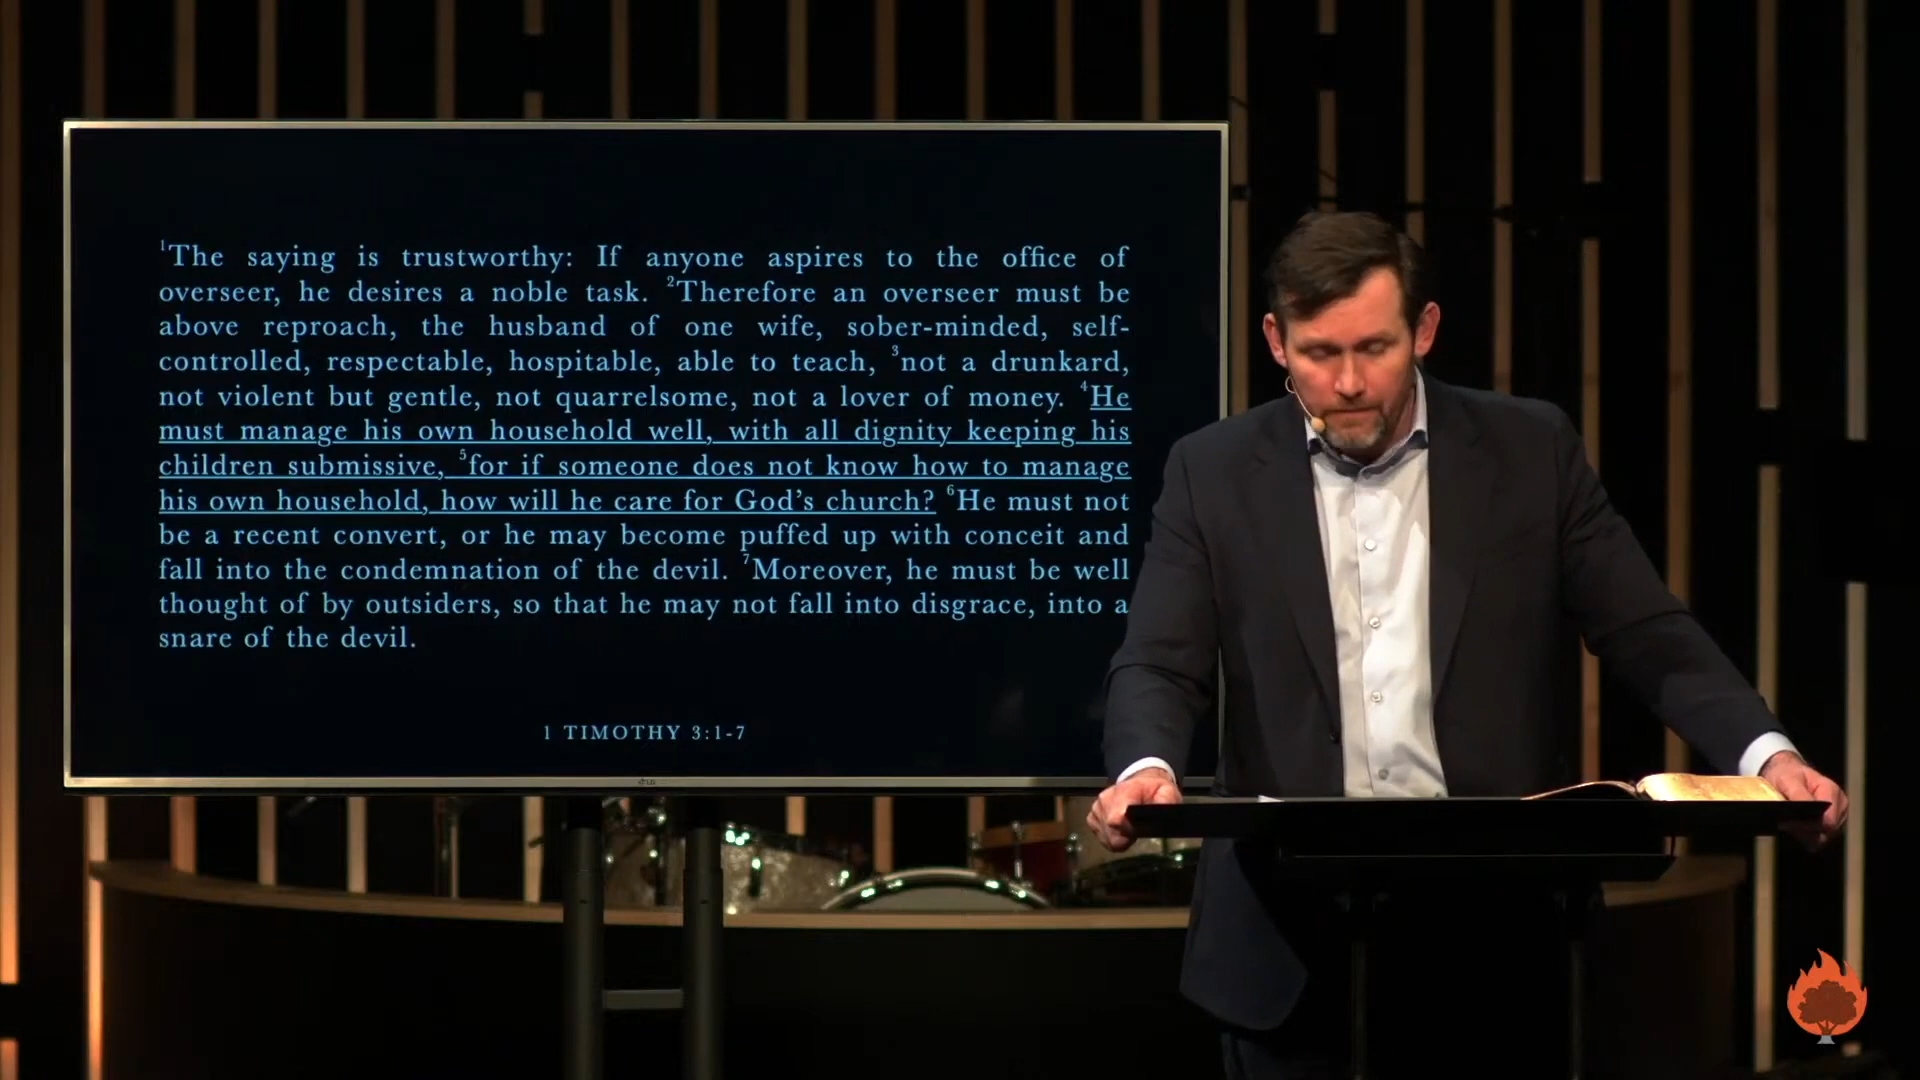 ¹The saying is trustworthy: If anyone aspires to the office of
overseer, he desires a noble task. ²Therefore an overseer must be
above reproach, the husband of one wife, sober-minded, self-
controlled, respectable, hospitable, able to teach, ³not a drunkard,
not violent but gentle, not quarrelsome, not a lover of money. ⁴He
must manage his own household well, with all dignity keeping his
children submissive, ⁵for if someone does not know how to manage
his own household, how will he care for God’s church? ⁶He must not
be a recent convert, or he may become puffed up with conceit and
fall into the condemnation of the devil. ⁷Moreover, he must be well
thought of by outsiders, so that he may not fall into disgrace, into a
snare of the devil.
1 TIMOTHY 3:1-7